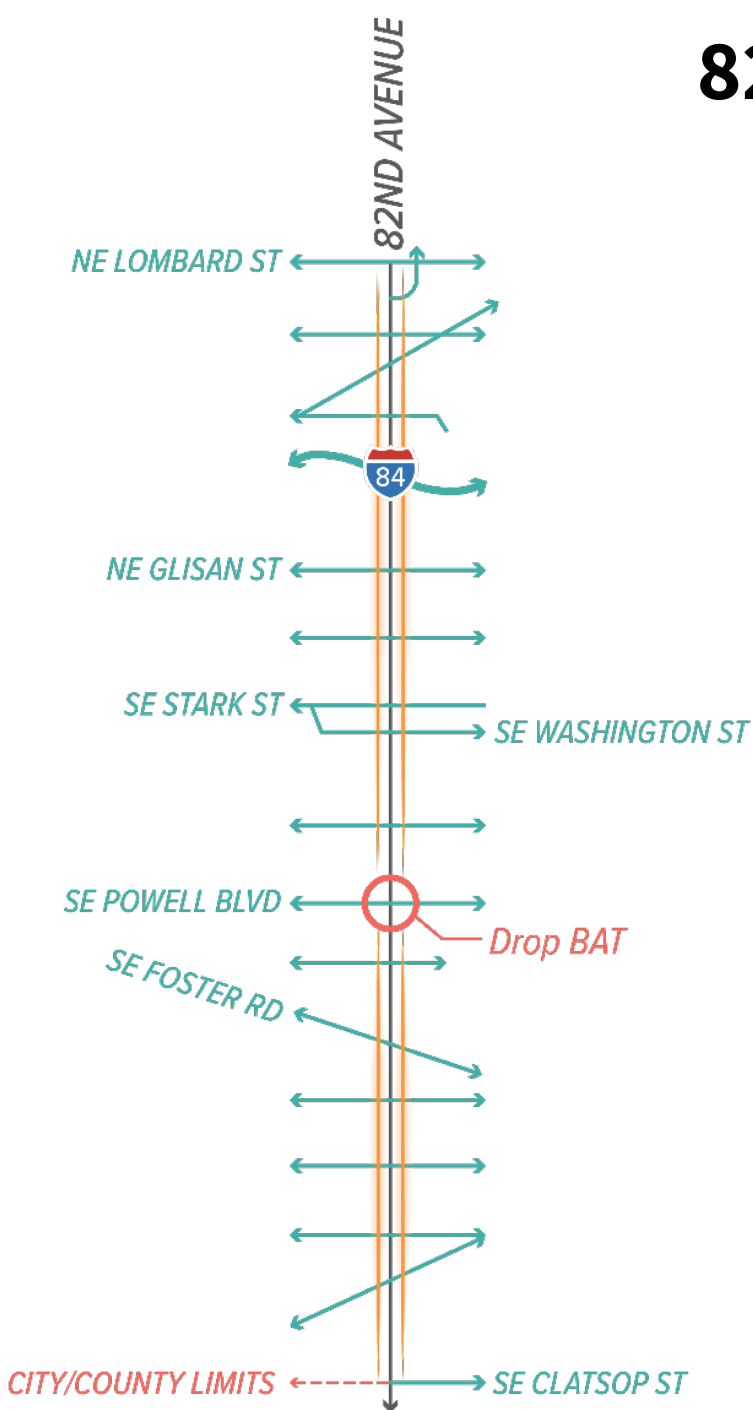 82
82ND AVENUE
NE LOMBARD ST
84
NE GLISAN ST
SE STARK ST
SE WASHINGTON ST
SE POWELL BLVD
Drop BAT
SE FOSTER RD
CITY/COUNTY LIMITS
SE CLATSOP ST